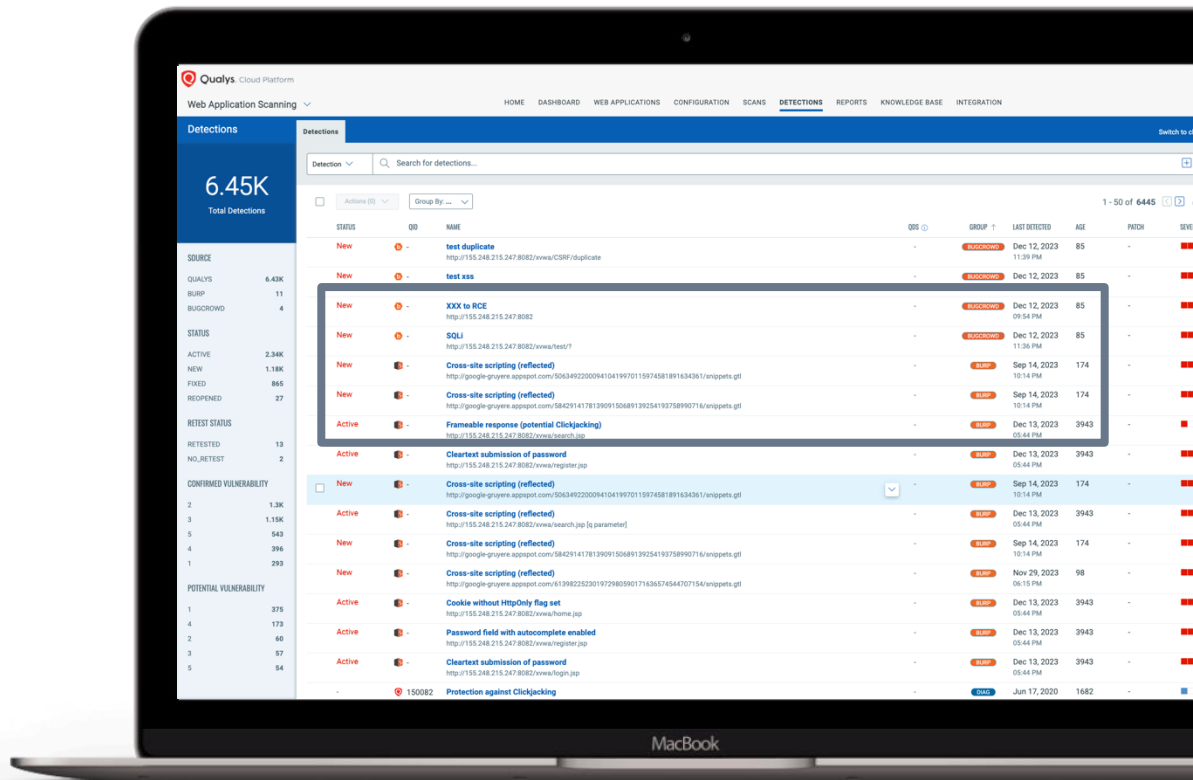 Qualys. Cloud Platform
Web Application Scanning
HOME DASHBOARD WEB APPLICATIONS CONFIGURATION SCANS DETECTIONS REPORTS KNOWLEDGE BASE INTEGRATION
Detections
Detections
Switch to cl
Detection
Search for detections...
6.45K
Total Detections
Actions (0)
Group By: ...
1 - 50 of 6445
STATUS QID NAME QDS GROUP ↑ LAST DETECTED AGE PATCH SEVE
New - test duplicate - BUGCROWD Dec 12, 2023 85 -
http://155.248.215.247:8082/xvwa/CSRF/duplicate 11:39 PM
New - test xss - BUGCROWD Dec 12, 2023 85 -
New - XXX to RCE - BUGCROWD Dec 12, 2023 85 -
http://155.248.215.247:8082 09:54 PM
New - SQLi - BUGCROWD Dec 12, 2023 85 -
http://155.248.215.247:8082/xvwa/test/? 11:36 PM
New - Cross-site scripting (reflected) - BURP Sep 14, 2023 174 -
http://google-gruyere.appspot.com/506349220009410419970115974581891634361/snippets.gtl 10:14 PM
New - Cross-site scripting (reflected) - BURP Sep 14, 2023 174 -
http://google-gruyere.appspot.com/584291417813909150689139254193758990716/snippets.gtl 10:14 PM
Active - Frameable response (potential Clickjacking) - BURP Dec 13, 2023 3943 -
http://155.248.215.247:8082/xvwa/search.jsp 05:44 PM
Active - Cleartext submission of password - BURP Dec 13, 2023 3943 -
http://155.248.215.247:8082/xvwa/register.jsp 05:44 PM
New - Cross-site scripting (reflected) - BURP Sep 14, 2023 174 -
http://google-gruyere.appspot.com/506349220009410419970115974581891634361/snippets.gtl 10:14 PM
Active - Cross-site scripting (reflected) - BURP Dec 13, 2023 3943 -
http://155.248.215.247:8082/xvwa/search.jsp [q parameter] 05:44 PM
New - Cross-site scripting (reflected) - BURP Sep 14, 2023 174 -
http://google-gruyere.appspot.com/584291417813909150689139254193758990716/snippets.gtl 10:14 PM
New - Cross-site scripting (reflected) - BURP Nov 29, 2023 98 -
http://google-gruyere.appspot.com/613982252301972980590171636574544707154/snippets.gtl 06:15 PM
Active - Cookie without HttpOnly flag set - BURP Dec 13, 2023 3943 -
http://155.248.215.247:8082/xvwa/home.jsp 05:44 PM
Active - Password field with autocomplete enabled - BURP Dec 13, 2023 3943 -
http://155.248.215.247:8082/xvwa/register.jsp 05:44 PM
Active - Cleartext submission of password - BURP Dec 13, 2023 3943 -
http://155.248.215.247:8082/xvwa/login.jsp 05:44 PM
- 150082 Protection against Clickjacking - DIAG Jun 17, 2020 1682 -
SOURCE
QUALYS 6.43K
BURP 11
BUGCROWD 4
STATUS
ACTIVE 2.34K
NEW 1.18K
FIXED 865
REOPENED 27
RETEST STATUS
RETESTED 13
NO_RETEST 2
CONFIRMED VULNERABILITY
2 1.3K
3 1.15K
5 543
4 396
1 293
POTENTIAL VULNERABILITY
1 375
4 173
2 60
3 57
5 54
MacBook